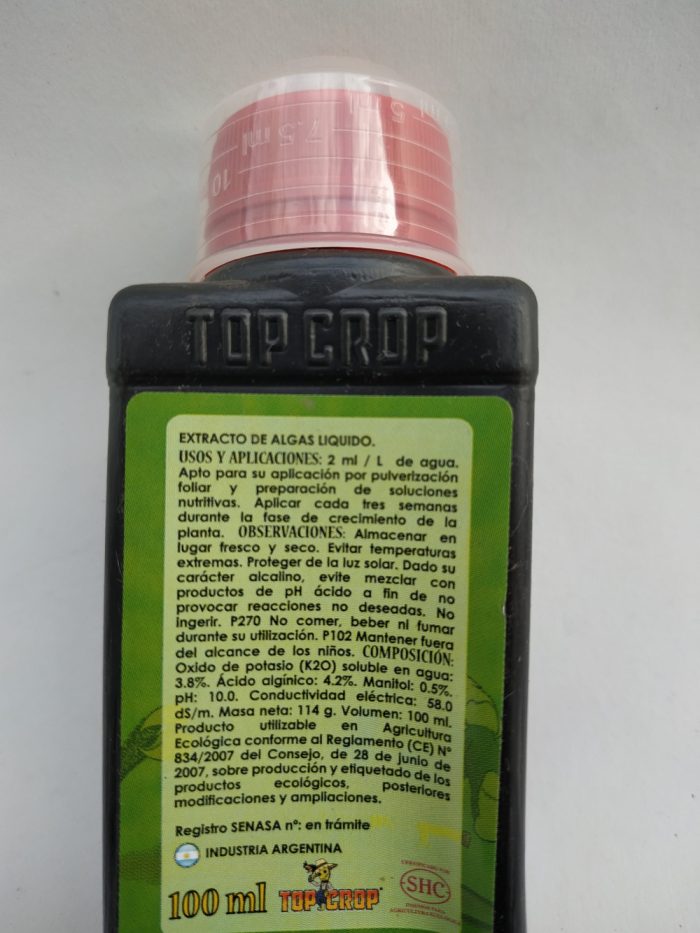 5 ml
7.5 ml
10
TOP CROP
EXTRACTO DE ALGAS LIQUIDO.
USOS Y APLICACIONES: 2 ml / L de agua.
Apto para su aplicación por pulverización
foliar y preparación de soluciones
nutritivas. Aplicar cada tres semanas
durante la fase de crecimiento de la
planta. OBSERVACIONES: Almacenar en
lugar fresco y seco. Evitar temperaturas
extremas. Proteger de la luz solar. Dado su
carácter alcalino, evite mezclar con
productos de pH ácido a fin de no
provocar reacciones no deseadas. No
ingerir. P270 No comer, beber ni fumar
durante su utilización. P102 Mantener fuera
del alcance de los niños. COMPOSICIÓN:
Oxido de potasio (K2O) soluble en agua:
3.8%. Ácido algínico: 4.2%. Manitol: 0.5%.
pH: 10.0. Conductividad eléctrica: 58.0
dS/m. Masa neta: 114 g. Volumen: 100 ml.
Producto utilizable en Agricultura
Ecológica conforme al Reglamento (CE) Nº
834/2007 del Consejo, de 28 de junio de
2007, sobre producción y etiquetado de los
productos ecológicos, posteriores
modificaciones y ampliaciones.
Registro SENASA nº: en trámite
INDUSTRIA ARGENTINA
100 ml TOP CROP
SHC